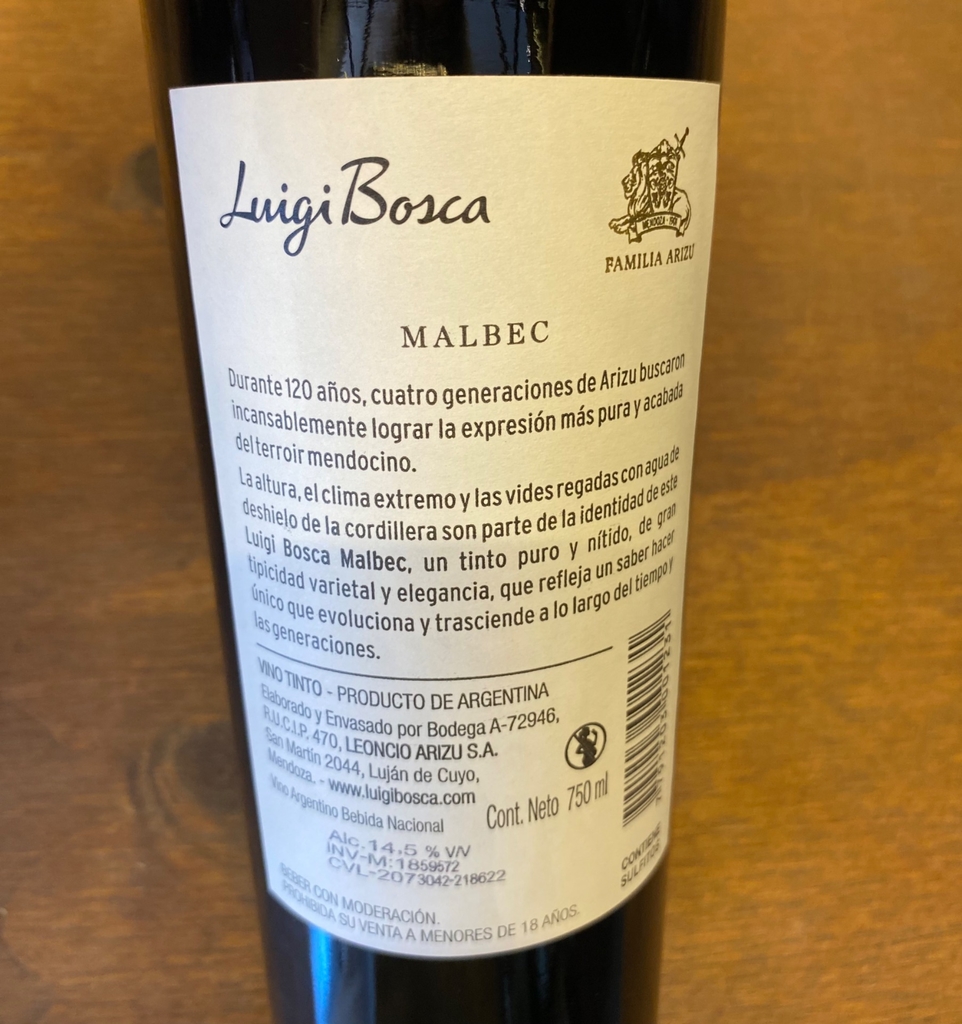 Luigi Bosca
MENDOZA · 1901
FAMILIA ARIZU
MALBEC
Durante 120 años, cuatro generaciones de Arizu buscaron
incansablemente lograr la expresión más pura y acabada
del terroir mendocino.
La altura, el clima extremo y las vides regadas con agua de
deshielo de la cordillera son parte de la identidad de este
Luigi Bosca Malbec, un tinto puro y nítido, de gran
tipicidad varietal y elegancia, que refleja un saber hacer
único que evoluciona y trasciende a lo largo del tiempo y
las generaciones.
VINO TINTO - PRODUCTO DE ARGENTINA
Elaborado y Envasado por Bodega A-72946,
R.U.C.I.P. 470, LEONCIO ARIZU S.A.
San Martín 2044, Luján de Cuyo,
Mendoza. - www.luigibosca.com
Vino Argentino Bebida Nacional
Cont. Neto 750 ml
Alc. 14.5 % V/V
INV-M: 1859572
CVL-2073042-218622
CONTIENE
SULFITOS
BEBER CON MODERACIÓN.
PROHIBIDA SU VENTA A MENORES DE 18 AÑOS.